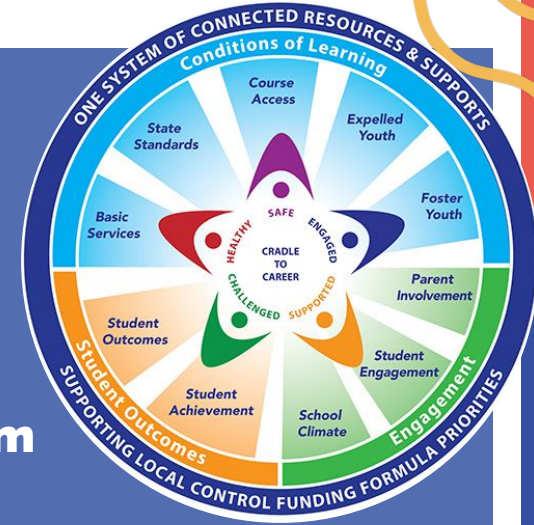 ONE SYSTEM OF CONNECTED RESOURCES & SUPPORTS
Conditions of Learning
Course
Access
State
Standards
Expelled
Youth
Basic
Services
Foster
Youth
SAFE
HEALTHY
ENGAGED
CRADLE
TO
CAREER
CHALLENGED
SUPPORTED
Parent
Involvement
Student
Outcomes
Student
Engagement
Student
Achievement
School
Climate
Student Outcomes
Engagement
m
SUPPORTING LOCAL CONTROL FUNDING FORMULA PRIORITIES